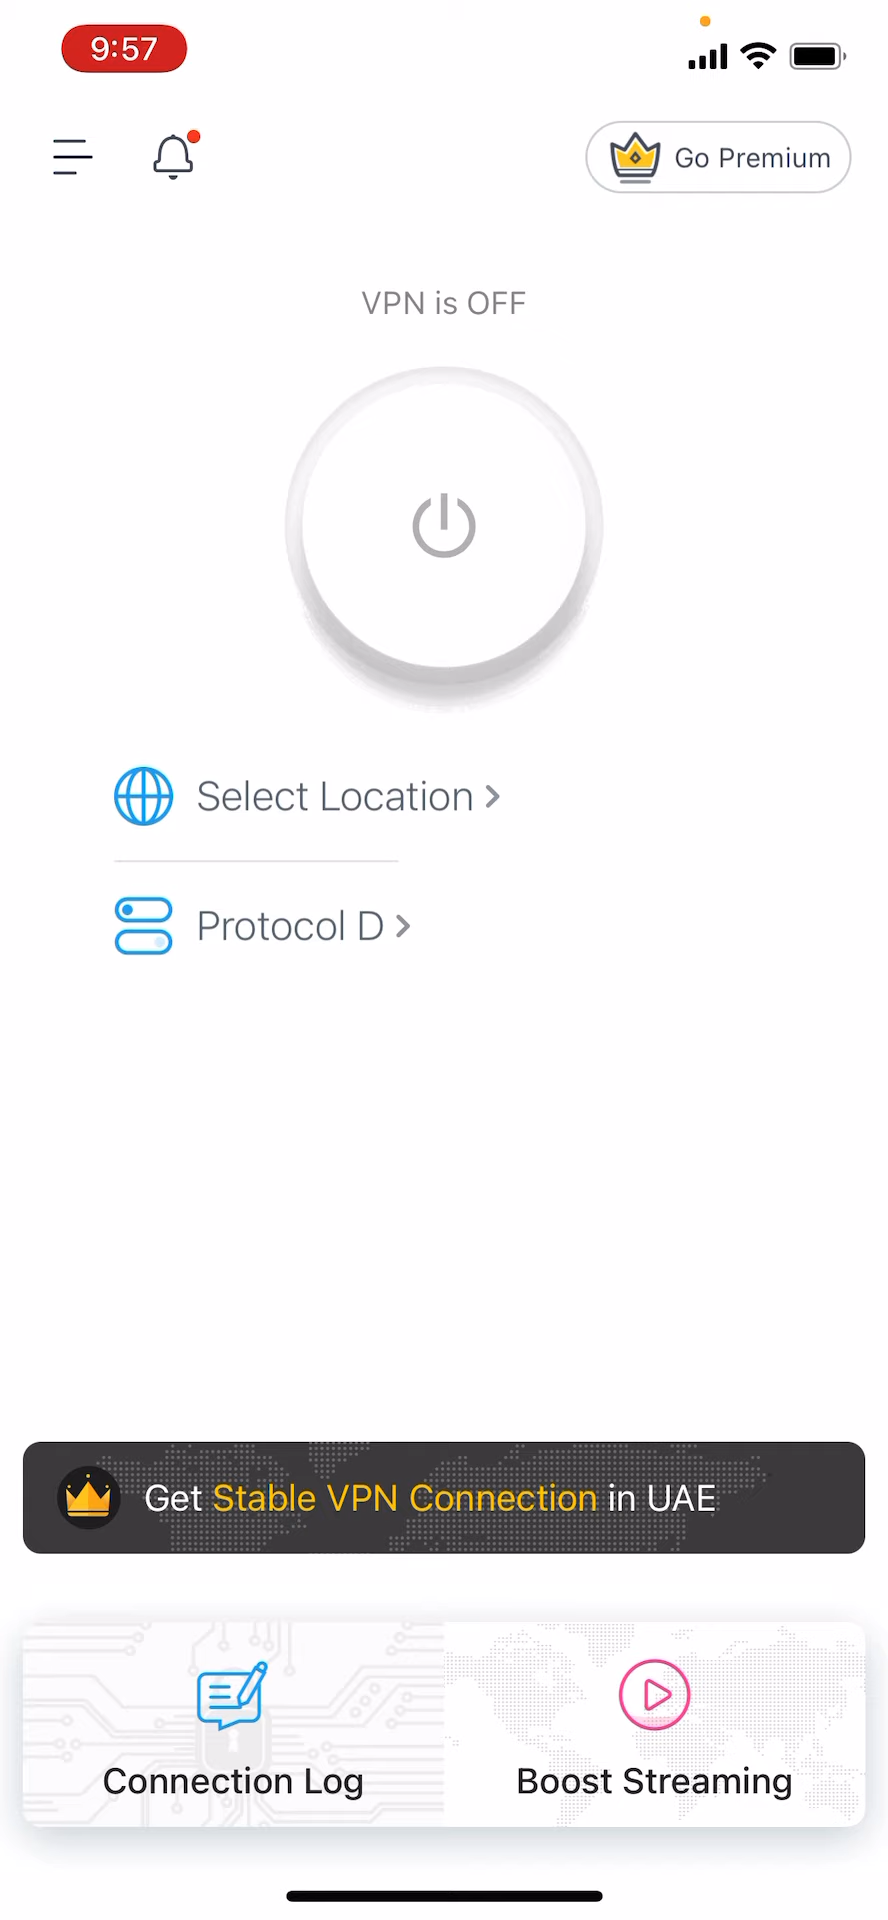 9:57
Go Premium
VPN is OFF
Select Location
Protocol D
Get Stable VPN Connection in UAE
Connection Log
Boost Streaming